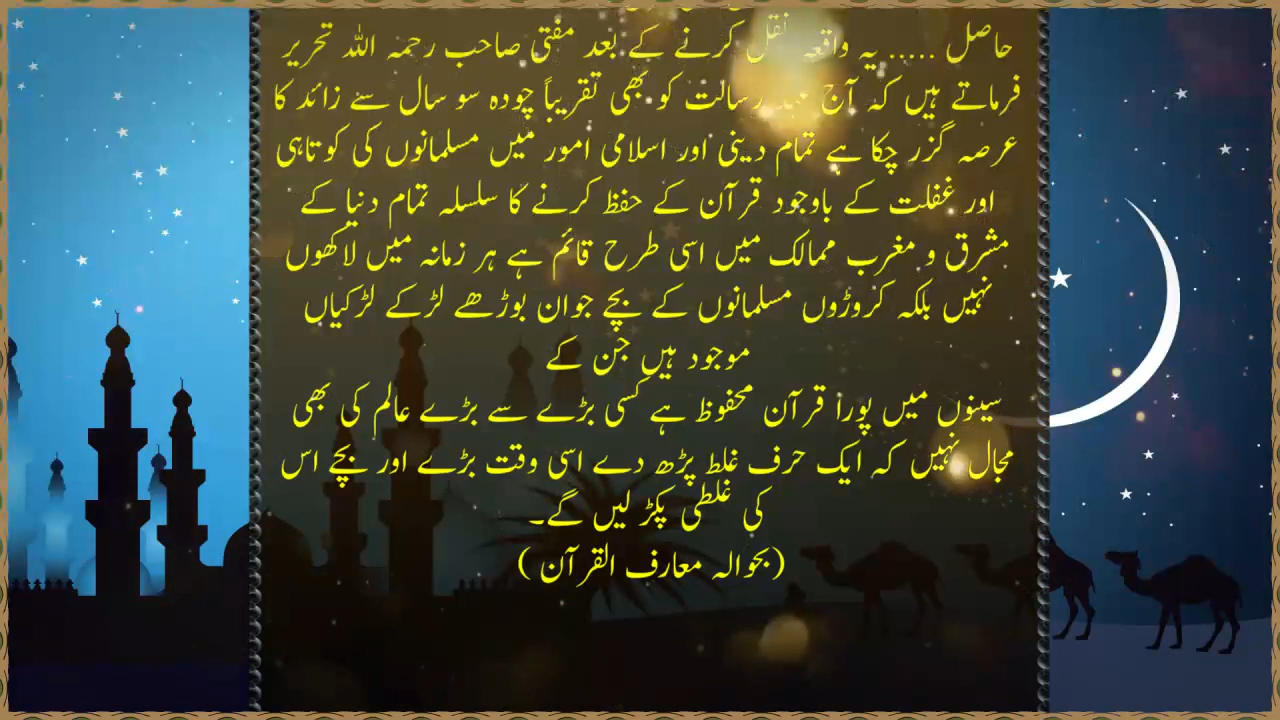 حاصل ..... یہ واقعہ نقل کرنے کے بعد مفتی صاحب رحمہ اللہ تحریر
فرماتے ہیں کہ آج عہد رسالت کو بھی تقریباً چودہ سو سال سے زائد کا
عرصہ گزر چکا ہے تمام دینی اور اسلامی امور میں مسلمانوں کی کوتاہی
اور غفلت کے باوجود قرآن کے حفظ کرنے کا سلسلہ تمام دنیا کے
مشرق و مغرب ممالک میں اسی طرح قائم ہے ہر زمانہ میں لاکھوں
نہیں بلکہ کروڑوں مسلمانوں کے بچے جوان بوڑھے لڑکے لڑکیاں
موجود ہیں جن کے
سینوں میں پورا قرآن محفوظ ہے کسی بڑے سے بڑے عالم کی بھی
مجال نہیں کہ ایک حرف غلط پڑھ دے اسی وقت بڑے اور بچے اس
کی غلطی پکڑ لیں گے۔
(بحوالہ معارف القرآن )